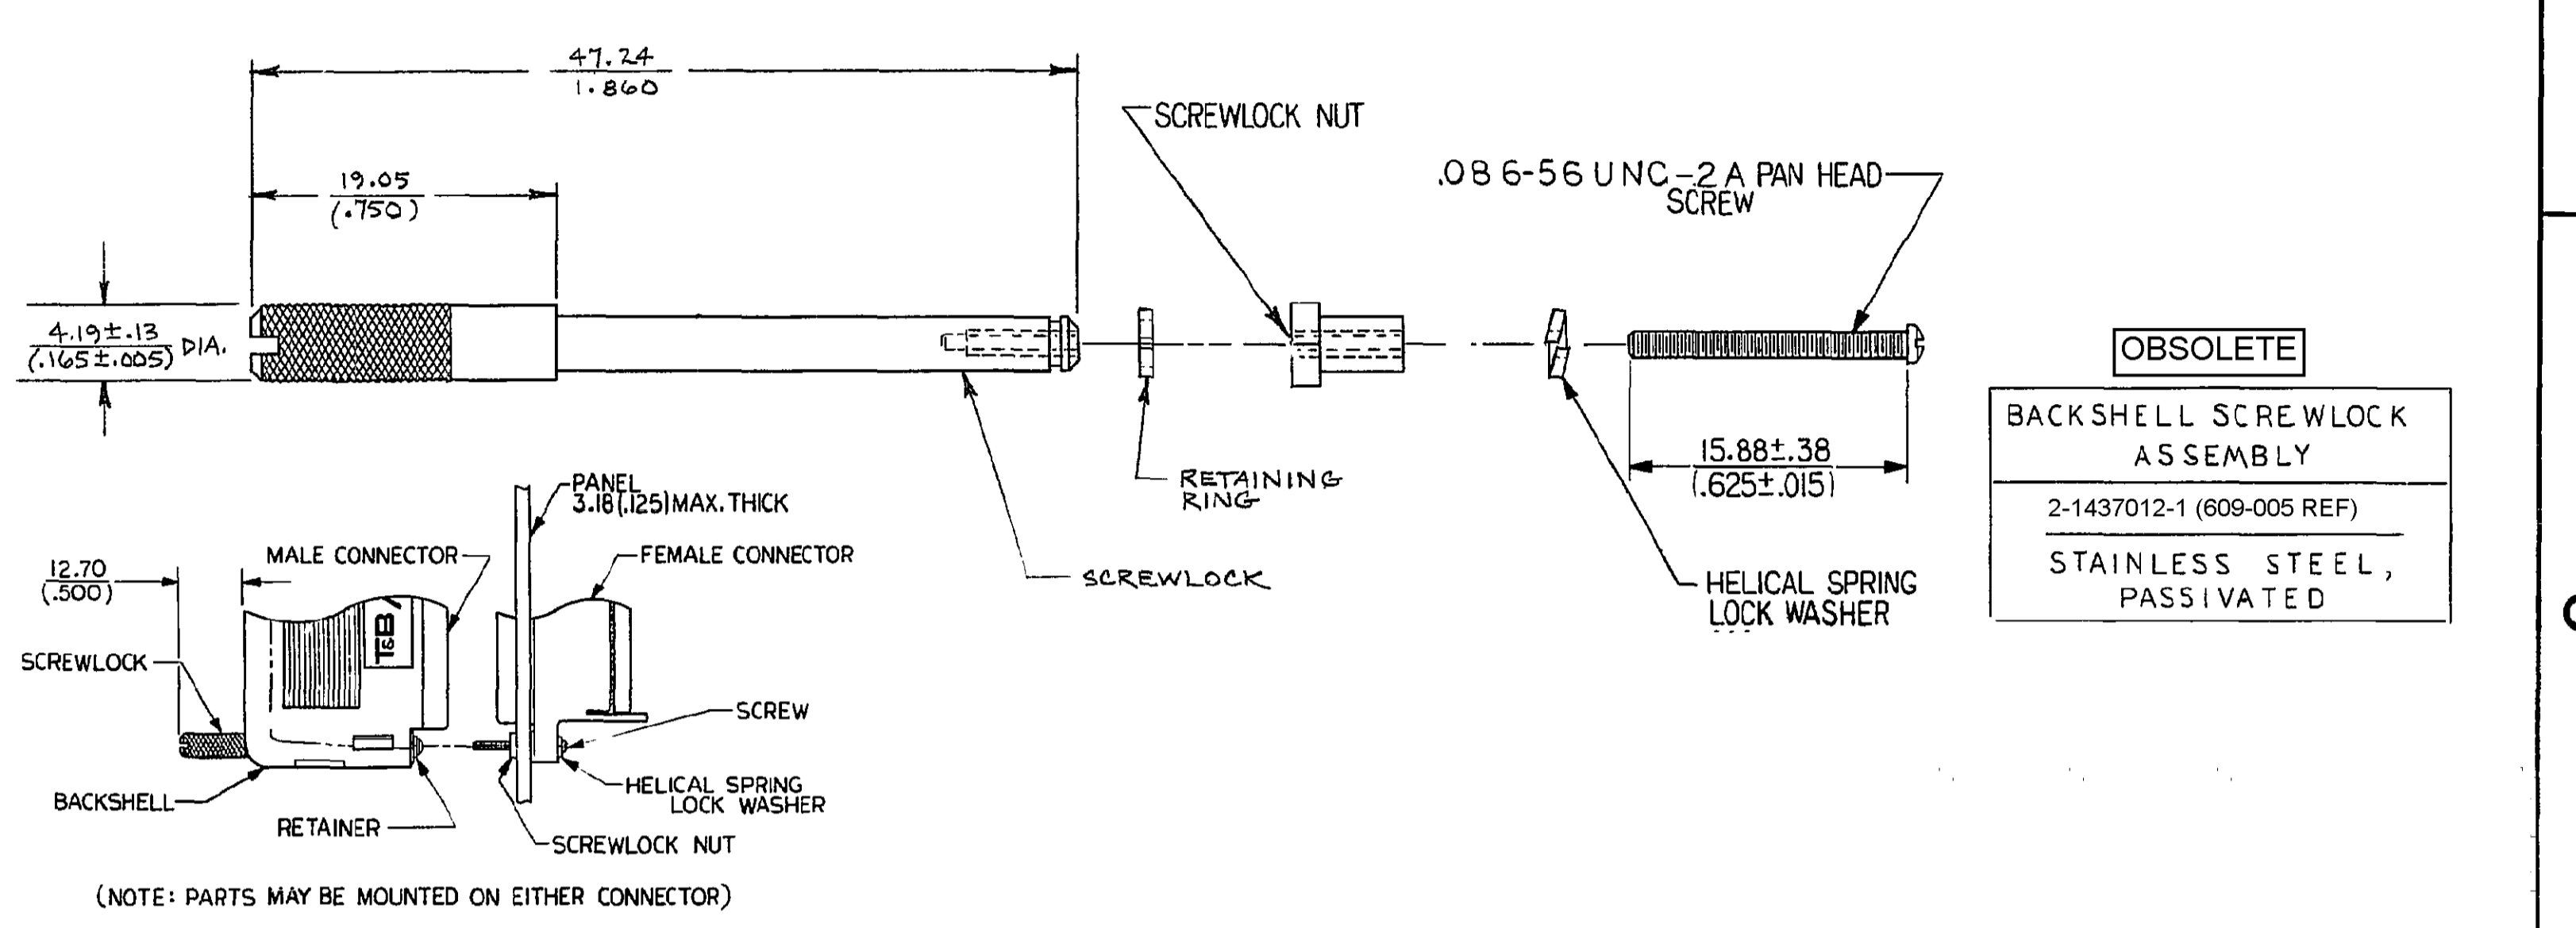 47.24
1.860
19.05
(.750)
4.19±.13
(.165±.005) DIA.
SCREWLOCK NUT
.086-56 UNC-2A PAN HEAD
SCREW
RETAINING
RING
SCREWLOCK
15.88±.38
(.625±.015)
HELICAL SPRING
LOCK WASHER
OBSOLETE
BACKSHELL SCREWLOCK
ASSEMBLY
2-1437012-1 (609-005 REF)
STAINLESS STEEL,
PASSIVATED
PANEL
3.18(.125)MAX. THICK
MALE CONNECTOR
FEMALE CONNECTOR
12.70
(.500)
T&B
SCREWLOCK
SCREW
BACKSHELL
HELICAL SPRING
LOCK WASHER
RETAINER
SCREWLOCK NUT
(NOTE: PARTS MAY BE MOUNTED ON EITHER CONNECTOR)